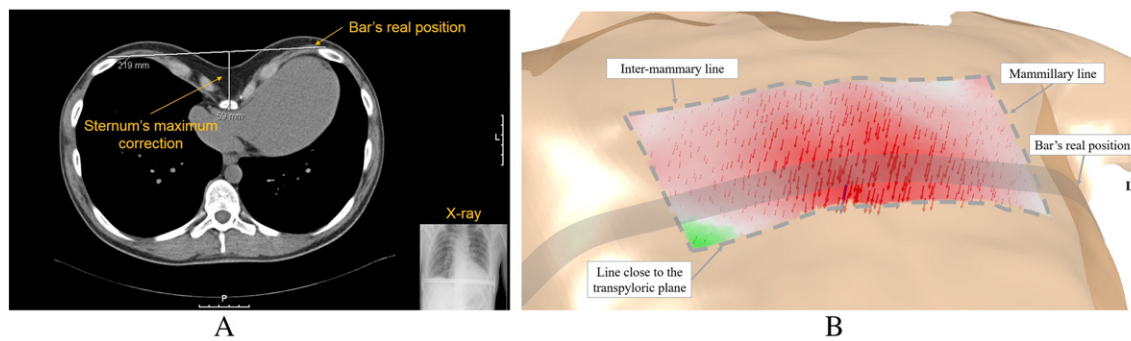 Bar's real position
219 mm
59 mm
Sternum's maximum
correction
L
X-ray
P
A
Inter-mammary line
Mammillary line
Bar's real position
L
Line close to the
transpyloric plane
B